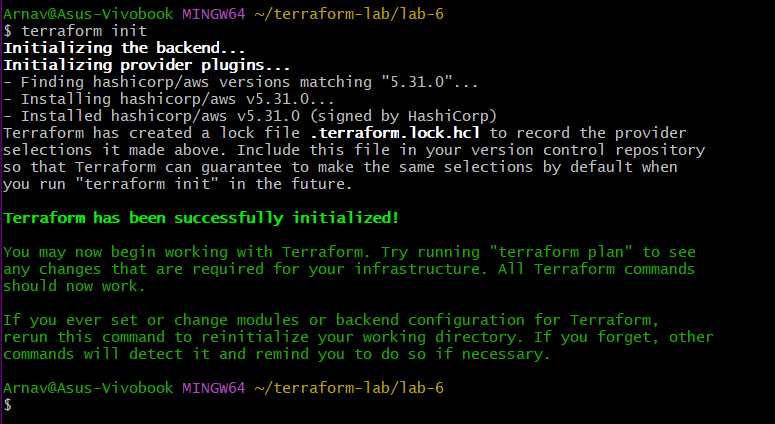 Arnav@Asus-Vivobook MINGW64 ~/terraform-lab/lab-6
$ terraform init
Initializing the backend...
Initializing provider plugins...
- Finding hashicorp/aws versions matching "5.31.0"...
- Installing hashicorp/aws v5.31.0...
- Installed hashicorp/aws v5.31.0 (signed by HashiCorp)
Terraform has created a lock file .terraform.lock.hcl to record the provider
selections it made above. Include this file in your version control repository
so that Terraform can guarantee to make the same selections by default when
you run "terraform init" in the future.
Terraform has been successfully initialized!
You may now begin working with Terraform. Try running "terraform plan" to see
any changes that are required for your infrastructure. All Terraform commands
should now work.
If you ever set or change modules or backend configuration for Terraform,
rerun this command to reinitialize your working directory. If you forget, other
commands will detect it and remind you to do so if necessary.
Arnav@Asus-Vivobook MINGW64 ~/terraform-lab/lab-6
$